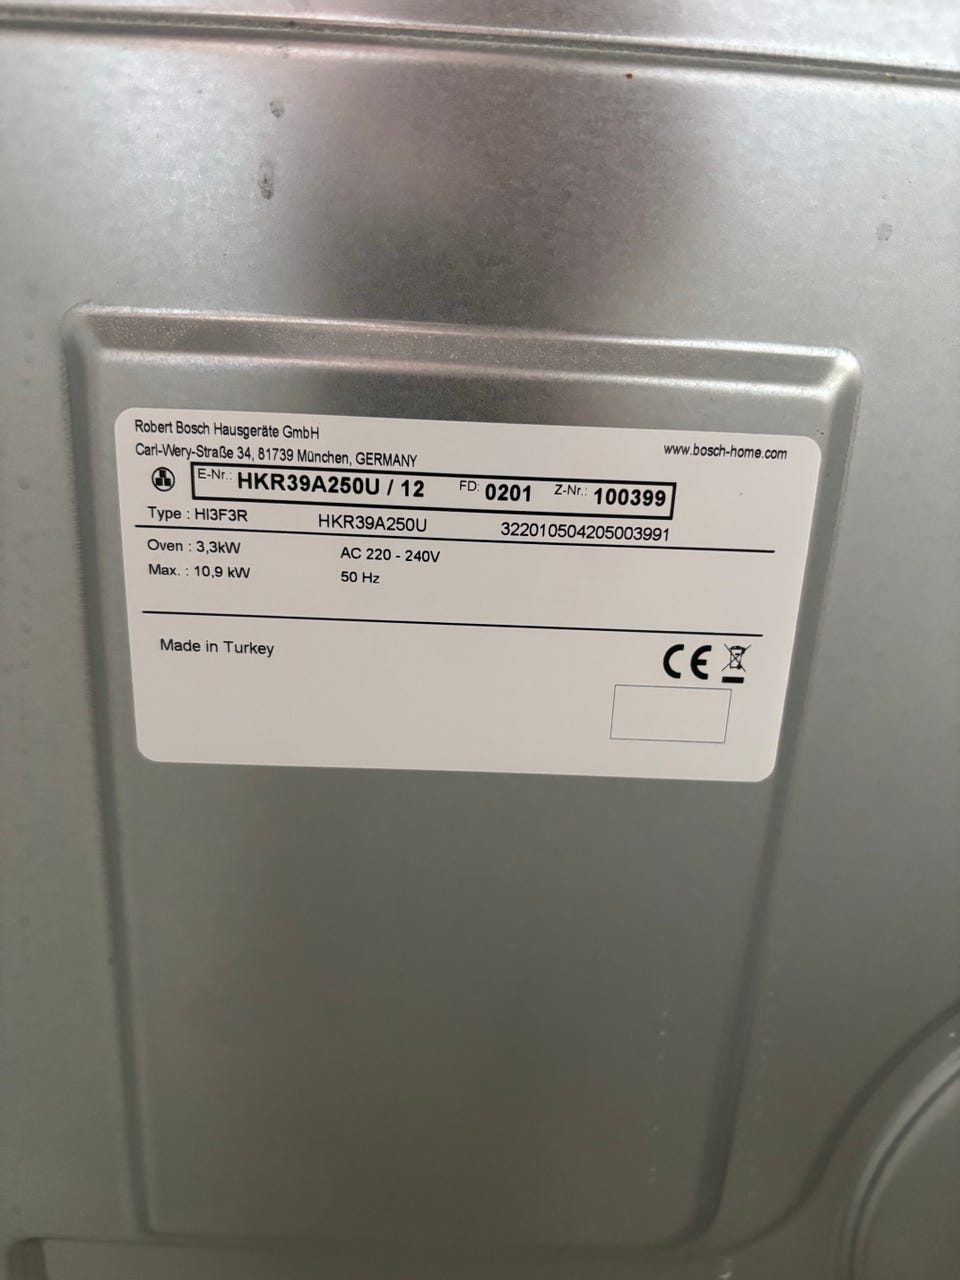 Robert Bosch Hausgeräte GmbH
Carl-Wery-Straße 34, 81739 München, GERMANY
www.bosch-home.com
E-Nr.: HKR39A250U / 12 FD: 0201 Z-Nr.: 100399
Type : HI3F3R HKR39A250U 322010504205003991
Oven : 3,3kW AC 220 - 240V
Max. : 10,9 kW 50 Hz
Made in Turkey
CE